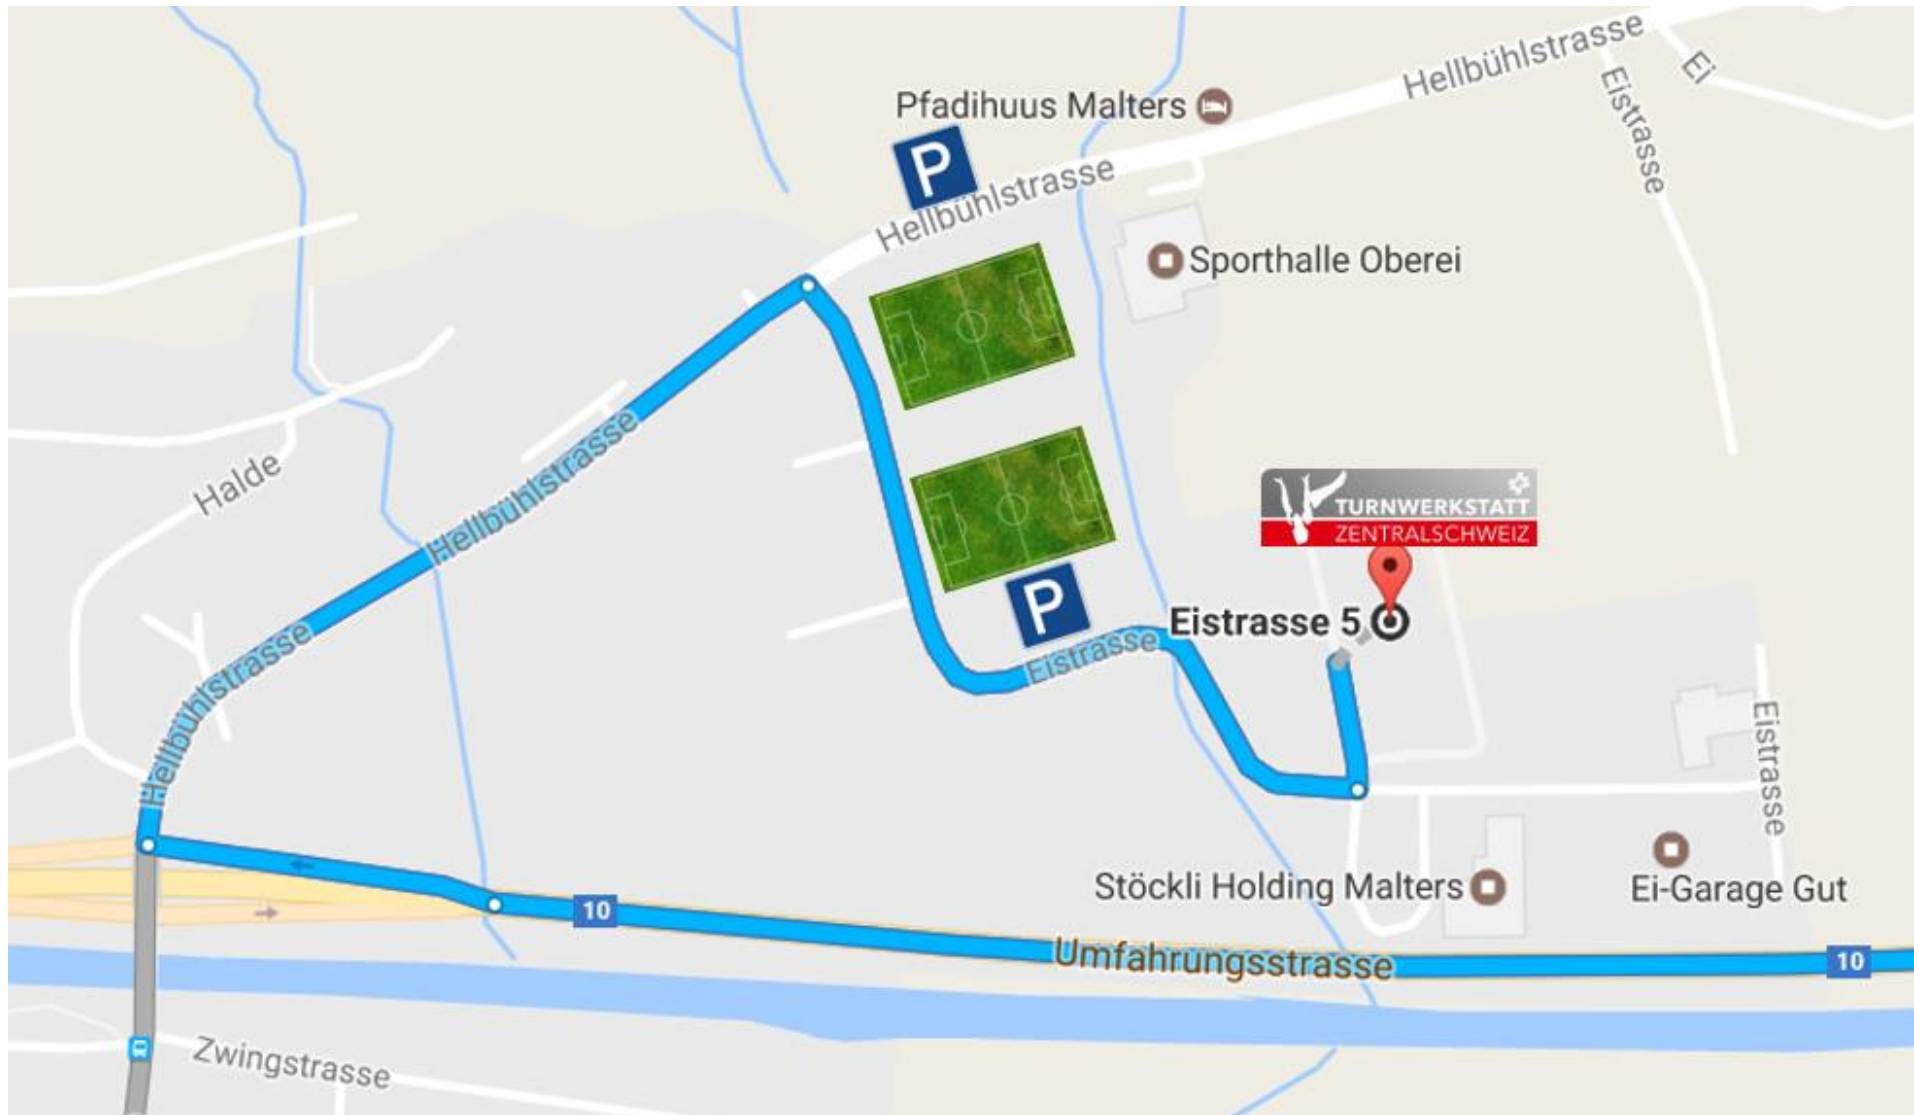 Hellbühlstrasse
Ei
Eistrasse
Pfadihuus Malters
P
Hellbühlstrasse
Sporthalle Oberei
Halde
Hellbühlstrasse
TURNWERKSTATT
ZENTRALSCHWEIZ
P
Eistrasse 5
Eistrasse
Hellbühlstrasse
Eistrasse
Stöckli Holding Malters
Ei-Garage Gut
10
Umfahrungsstrasse
10
Zwingstrasse